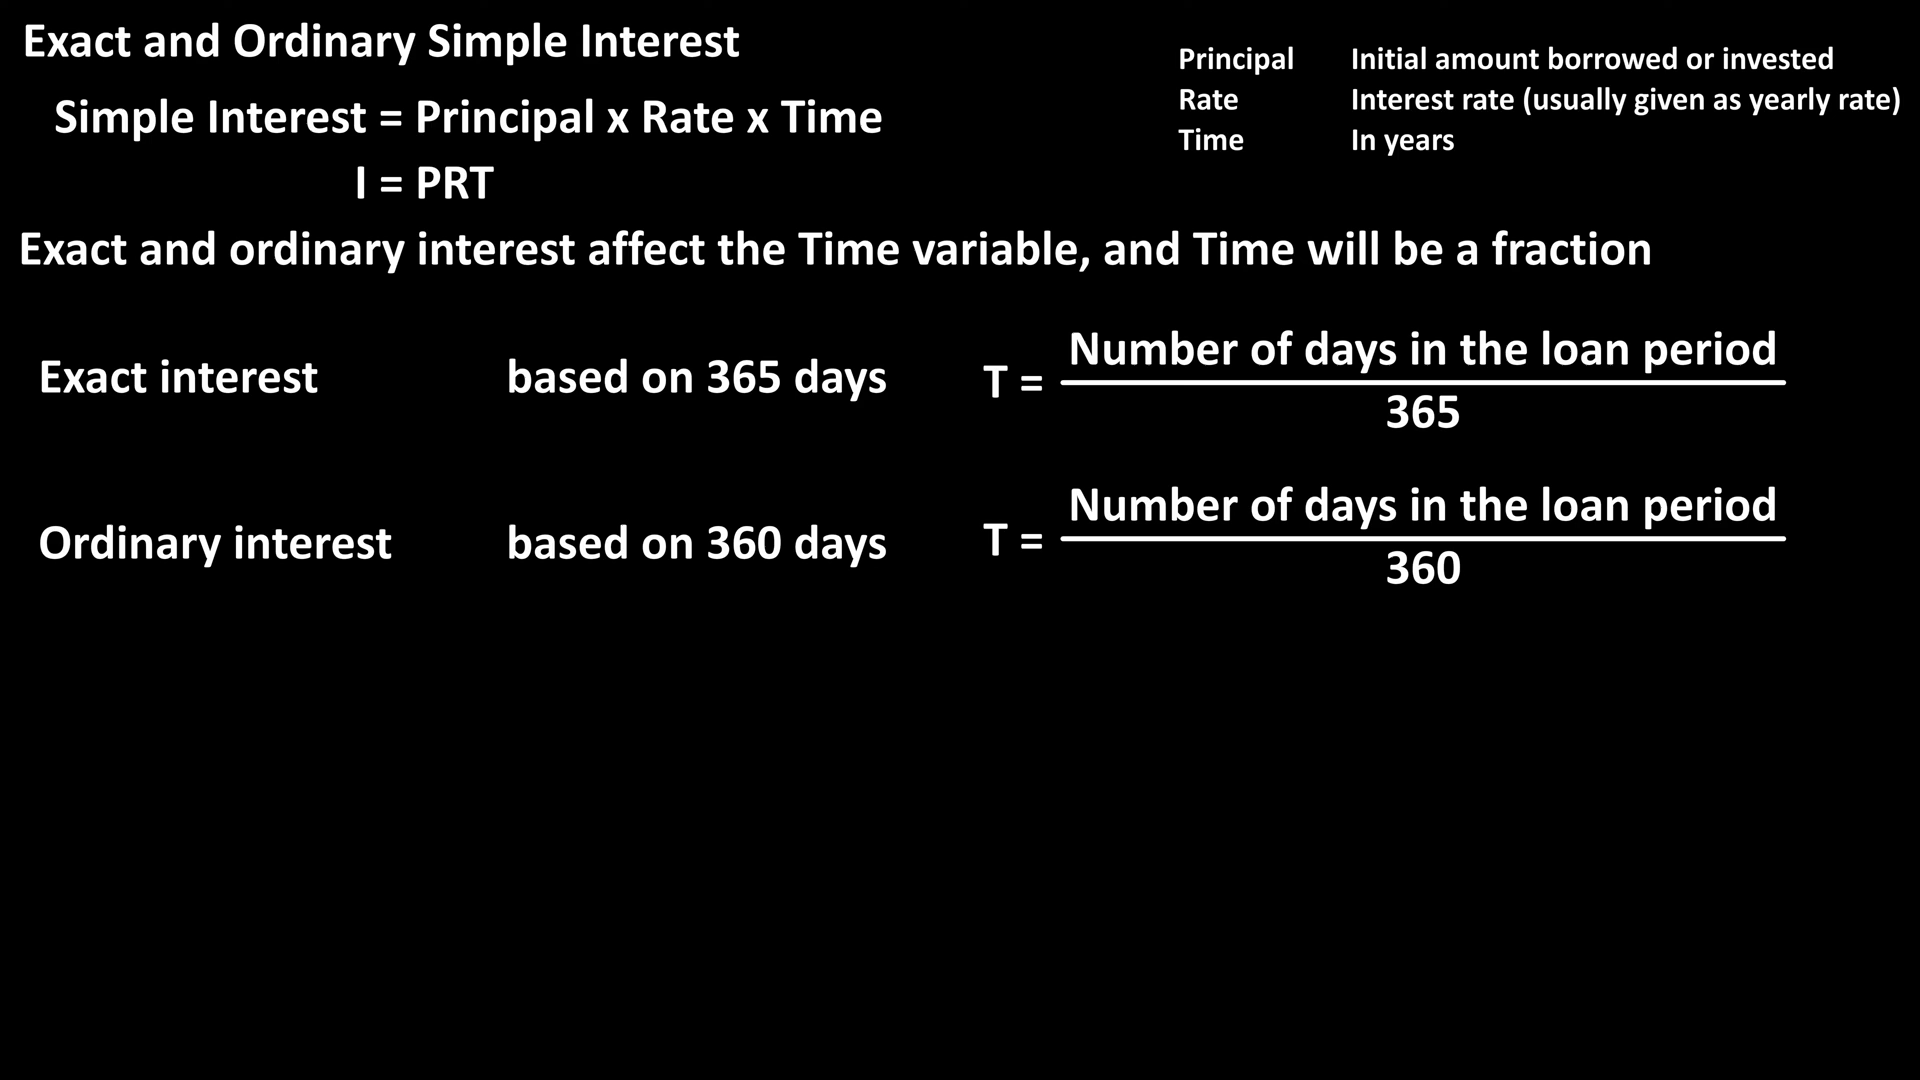 Exact and Ordinary Simple Interest
Simple Interest = Principal x Rate x Time
I = PRT
Principal Initial amount borrowed or invested
Rate Interest rate (usually given as yearly rate)
Time In years
Exact and ordinary interest affect the Time variable, and Time will be a fraction
Exact interest based on 365 days T = Number of days in the loan period
365
Ordinary interest based on 360 days T = Number of days in the loan period
360